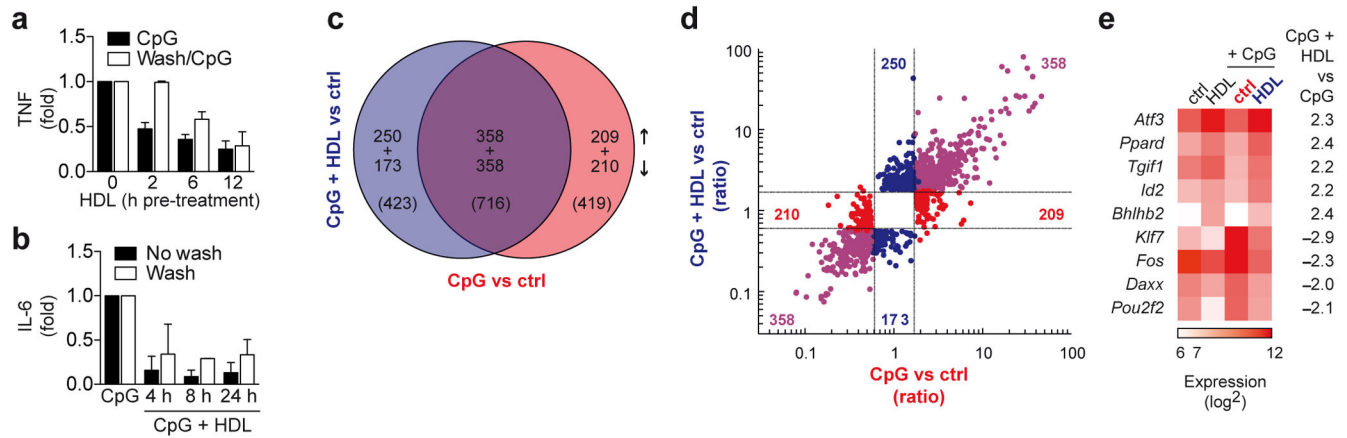 a
1.5
1.0
0.5
0.0
TNF
(fold)
CpG
Wash/CpG
0 2 6 12
HDL (h pre-treatment)
b
1.5
1.0
0.5
0.0
IL-6
(fold)
No wash
Wash
CpG 4 h 8 h 24 h
CpG + HDL
c
CpG + HDL vs ctrl
250
+
173
(423)
358
+
358
(716)
209
+
210
(419)
↑
↓
CpG vs ctrl
d
CpG + HDL vs ctrl
(ratio)
100
10
1
0.1
250
358
210
209
358
173
0.1 1 10 100
CpG vs ctrl
(ratio)
e
CpG +
HDL
vs
CpG
+ CpG
ctrl HDL ctrl HDL
Atf3 2.3
Ppard 2.4
Tgif1 2.2
Id2 2.2
Bhlhb2 2.4
Klf7 –2.9
Fos –2.3
Daxx –2.0
Pou2f2 –2.1
6 7 12
Expression
(log2)